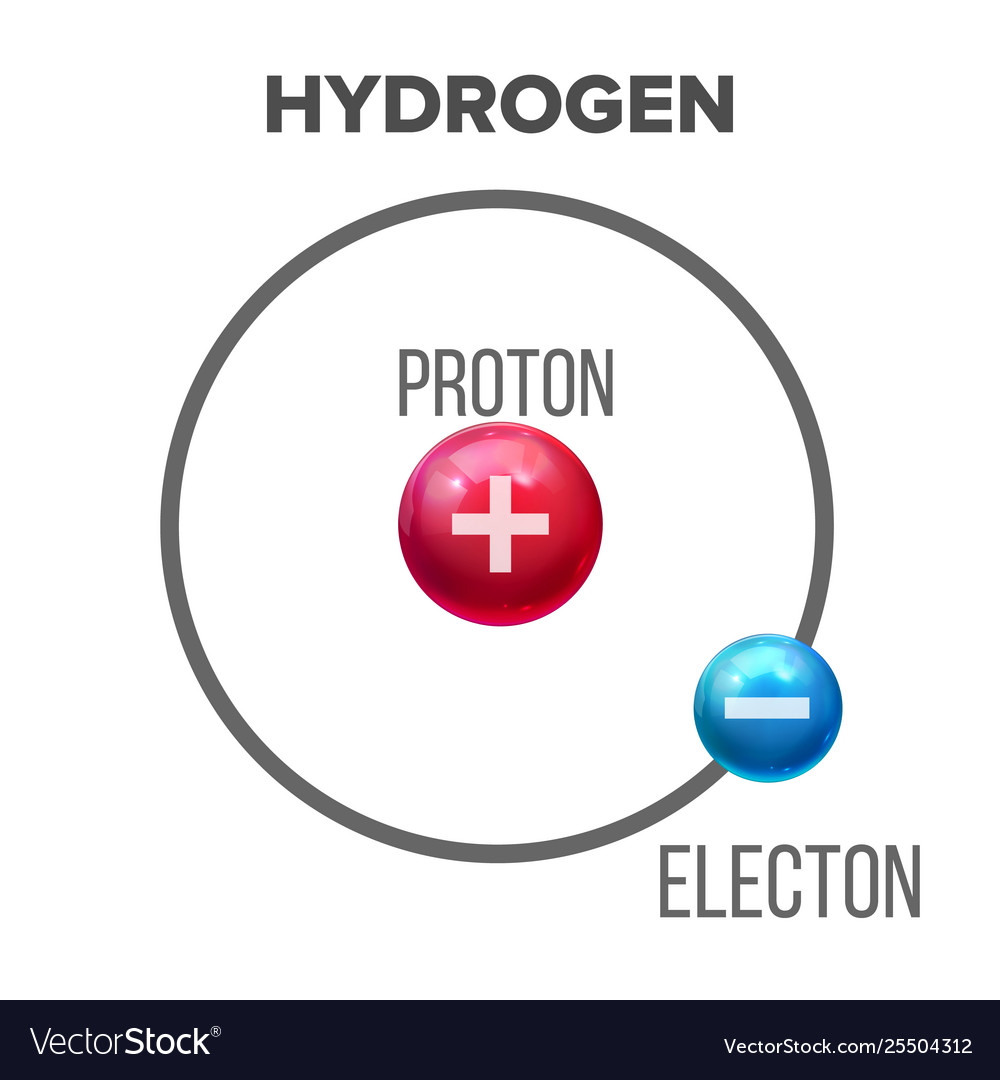 HYDROGEN
PROTON
+
−
ELECTON
VectorStock®
VectorStock.com/25504312